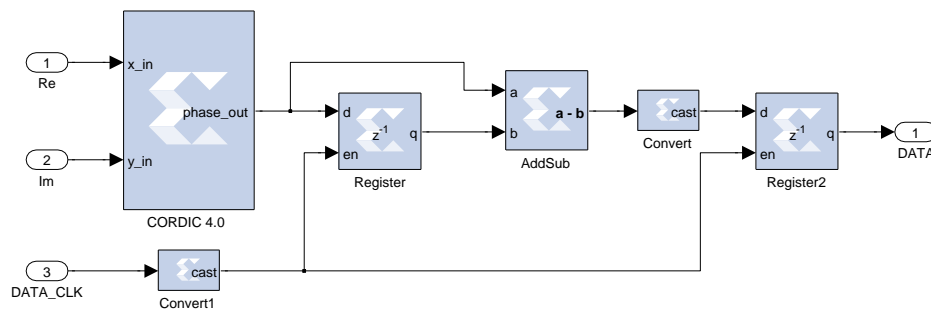 1
Re
2
Im
3
DATA_CLK
x_in
y_in
phase_out
CORDIC 4.0
cast
Convert1
d
en
z-1
q
Register
a
b
a - b
AddSub
cast
Convert
d
en
z-1
q
Register2
1
DATA